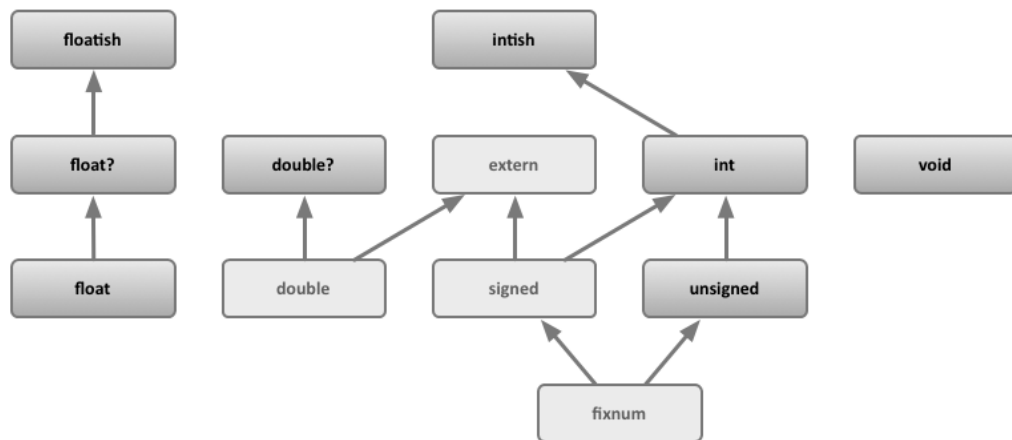 floatish
intish
float?
double?
extern
int
void
float
double
signed
unsigned
fixnum